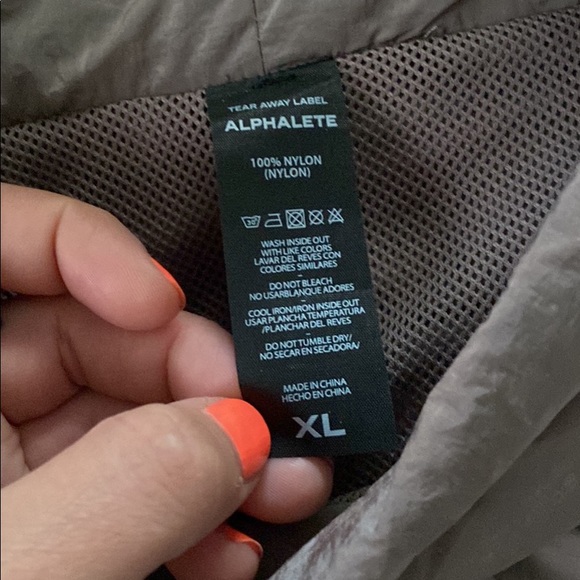 TEAR AWAY LABEL
ALPHALETE
100% NYLON
(NYLON)
WASH INSIDE OUT
WITH LIKE COLORS
LAVAR DEL REVES CON
COLORES SIMILARES
-
DO NOT BLEACH
NO USARBLANQUE ADORES
-
COOL IRON/IRON INSIDE OUT
USAR PLANCHA TEMPERATURA
/PLANCHAR DEL REVES
-
DO NOT TUMBLE DRY/
NO SECAR EN SECADORA/
MADE IN CHINA
HECHO EN CHINA
XL